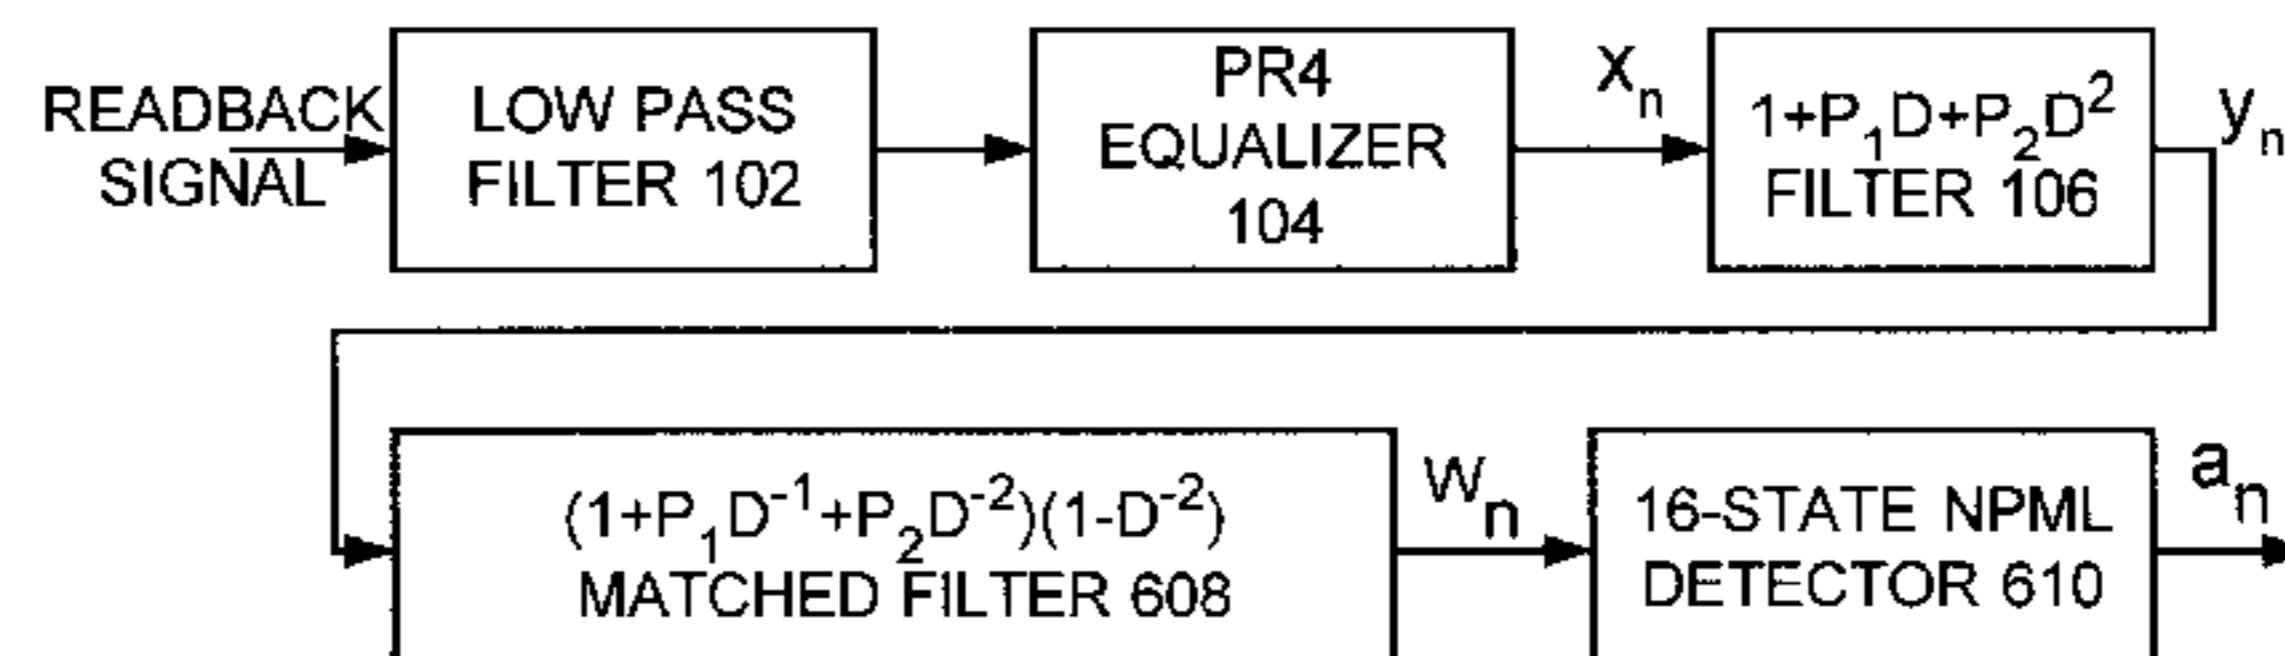 READBACK
SIGNAL
LOW PASS
FILTER 102
PR4
EQUALIZER
104
xₙ
1+P₁D+P₂D²
FILTER 106
yₙ
(1+P₁D⁻¹+P₂D⁻²)(1-D⁻²)
MATCHED FILTER 608
wₙ
16-STATE NPML
DETECTOR 610
aₙ